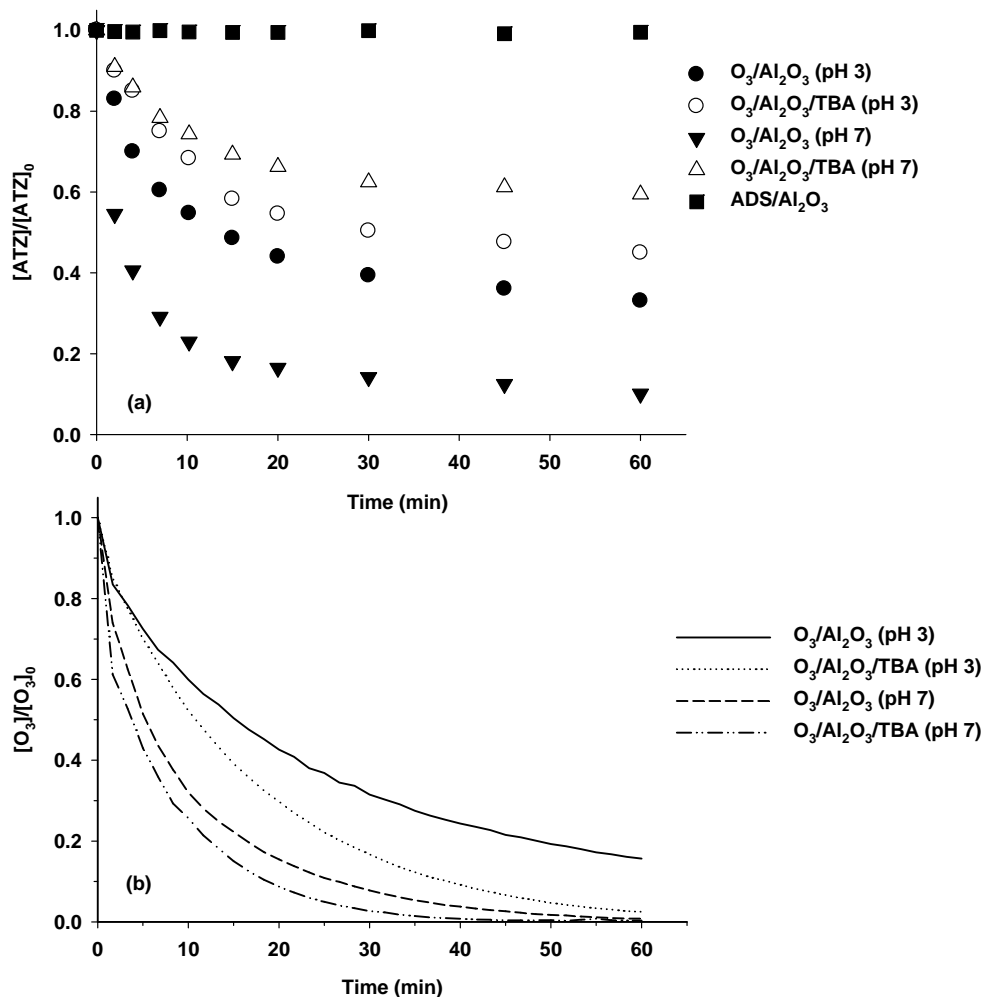 1.0
0.8
0.6
0.4
0.2
0.0
[ATZ]/[ATZ]₀
(a)
0 10 20 30 40 50 60
Time (min)
O₃/Al₂O₃ (pH 3)
O₃/Al₂O₃/TBA (pH 3)
O₃/Al₂O₃ (pH 7)
O₃/Al₂O₃/TBA (pH 7)
ADS/Al₂O₃
1.0
0.8
0.6
0.4
0.2
0.0
[O₃]/[O₃]₀
(b)
0 10 20 30 40 50 60
Time (min)
O₃/Al₂O₃ (pH 3)
O₃/Al₂O₃/TBA (pH 3)
O₃/Al₂O₃ (pH 7)
O₃/Al₂O₃/TBA (pH 7)